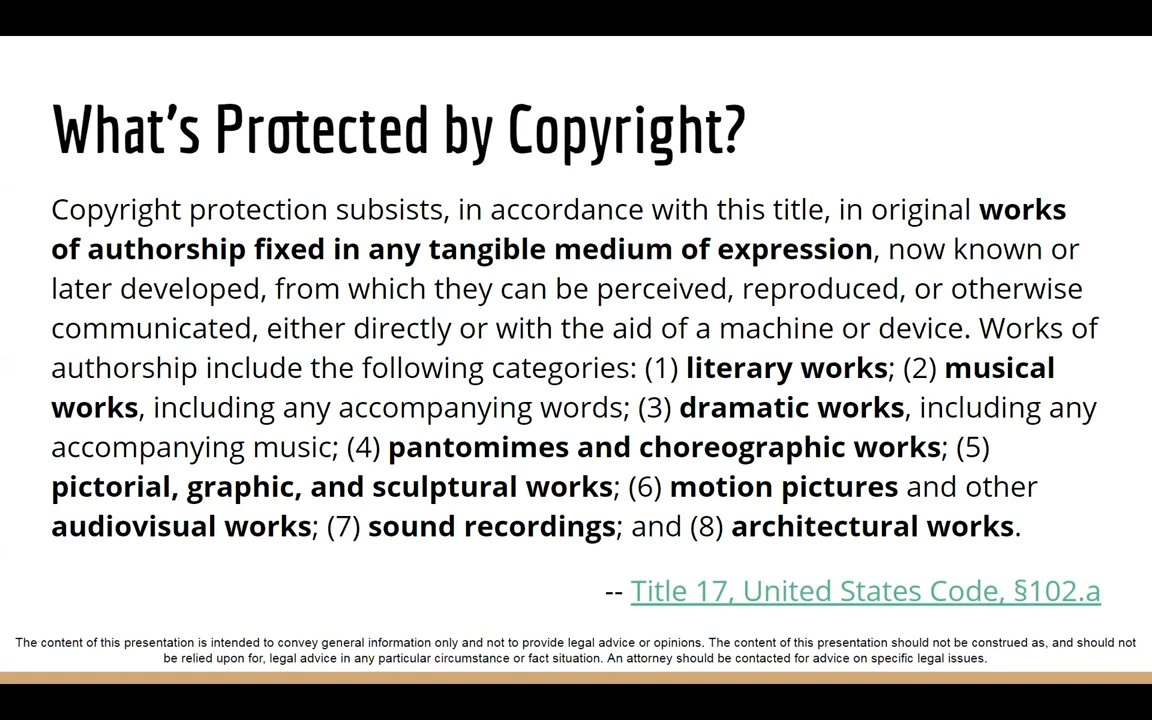 What's Protected by Copyright?
Copyright protection subsists, in accordance with this title, in original works
of authorship fixed in any tangible medium of expression, now known or
later developed, from which they can be perceived, reproduced, or otherwise
communicated, either directly or with the aid of a machine or device. Works of
authorship include the following categories: (1) literary works; (2) musical
works, including any accompanying words; (3) dramatic works, including any
accompanying music; (4) pantomimes and choreographic works; (5)
pictorial, graphic, and sculptural works; (6) motion pictures and other
audiovisual works; (7) sound recordings; and (8) architectural works.
-- Title 17, United States Code, §102.a
The content of this presentation is intended to convey general information only and not to provide legal advice or opinions. The content of this presentation should not be construed as, and should not
be relied upon for, legal advice in any particular circumstance or fact situation. An attorney should be contacted for advice on specific legal issues.